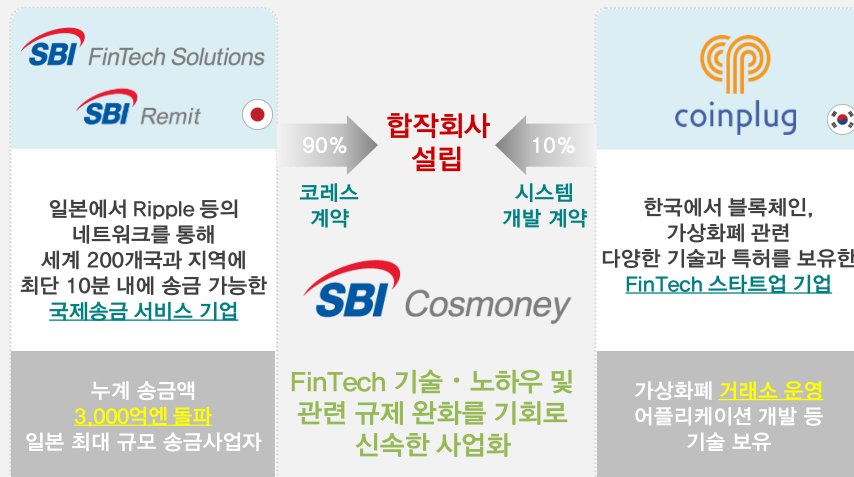 SBI FinTech Solutions
SBI Remit
일본에서 Ripple 등의
네트워크를 통해
세계 200개국과 지역에
최단 10분 내에 송금 가능한
국제송금 서비스 기업
누계 송금액
3,000억엔 돌파
일본 최대 규모 송금사업자
90%
합작회사
설립
10%
코레스
계약
시스템
개발 계약
SBI Cosmoney
FinTech 기술・노하우 및
관련 규제 완화를 기회로
신속한 사업화
coinplug
한국에서 블록체인,
가상화폐 관련
다양한 기술과 특허를 보유한
FinTech 스타트업 기업
가상화폐 거래소 운영
어플리케이션 개발 등
기술 보유